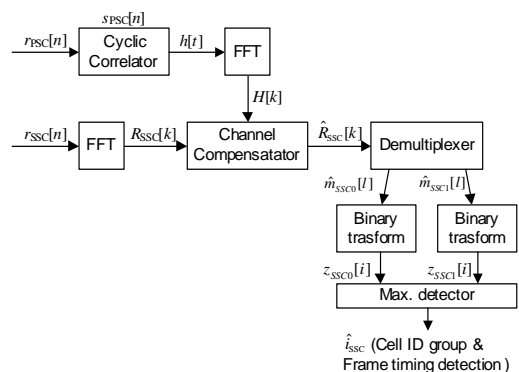 s_PSC[n]
r_PSC[n]
Cyclic
Correlator
h[t]
FFT
H[k]
r_SSC[n]
FFT
R_SSC[k]
Channel
Compensatator
R̂_SSC[k]
Demultiplexer
m̂_SSC0[l]
m̂_SSC1[l]
Binary
trasform
Binary
trasform
z_SSC0[i]
z_SSC1[i]
Max. detector
î_SSC (Cell ID group &
Frame timing detection )